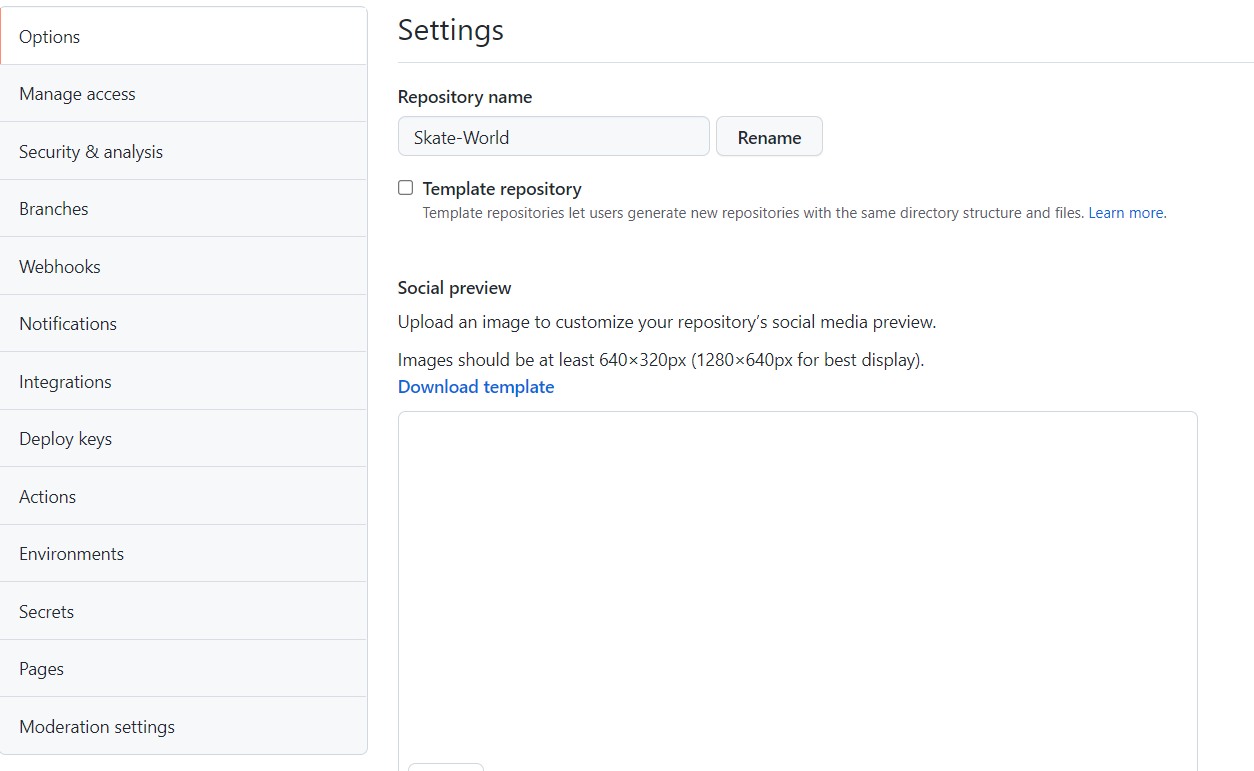 Options
Manage access
Security & analysis
Branches
Webhooks
Notifications
Integrations
Deploy keys
Actions
Environments
Secrets
Pages
Moderation settings
Settings
Repository name
Skate-World
Rename
Template repository
Template repositories let users generate new repositories with the same directory structure and files. Learn more.
Social preview
Upload an image to customize your repository’s social media preview.
Images should be at least 640×320px (1280×640px for best display).
Download template